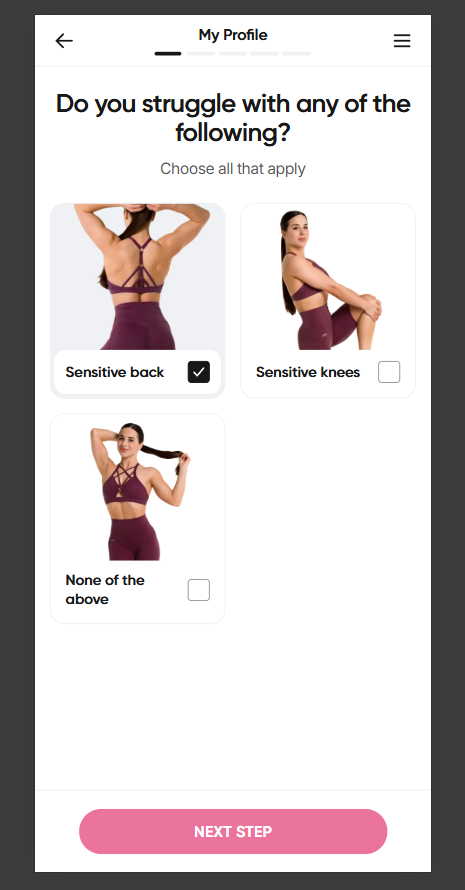 My Profile
Do you struggle with any of the
following?
Choose all that apply
Sensitive back
Sensitive knees
None of the
above
NEXT STEP